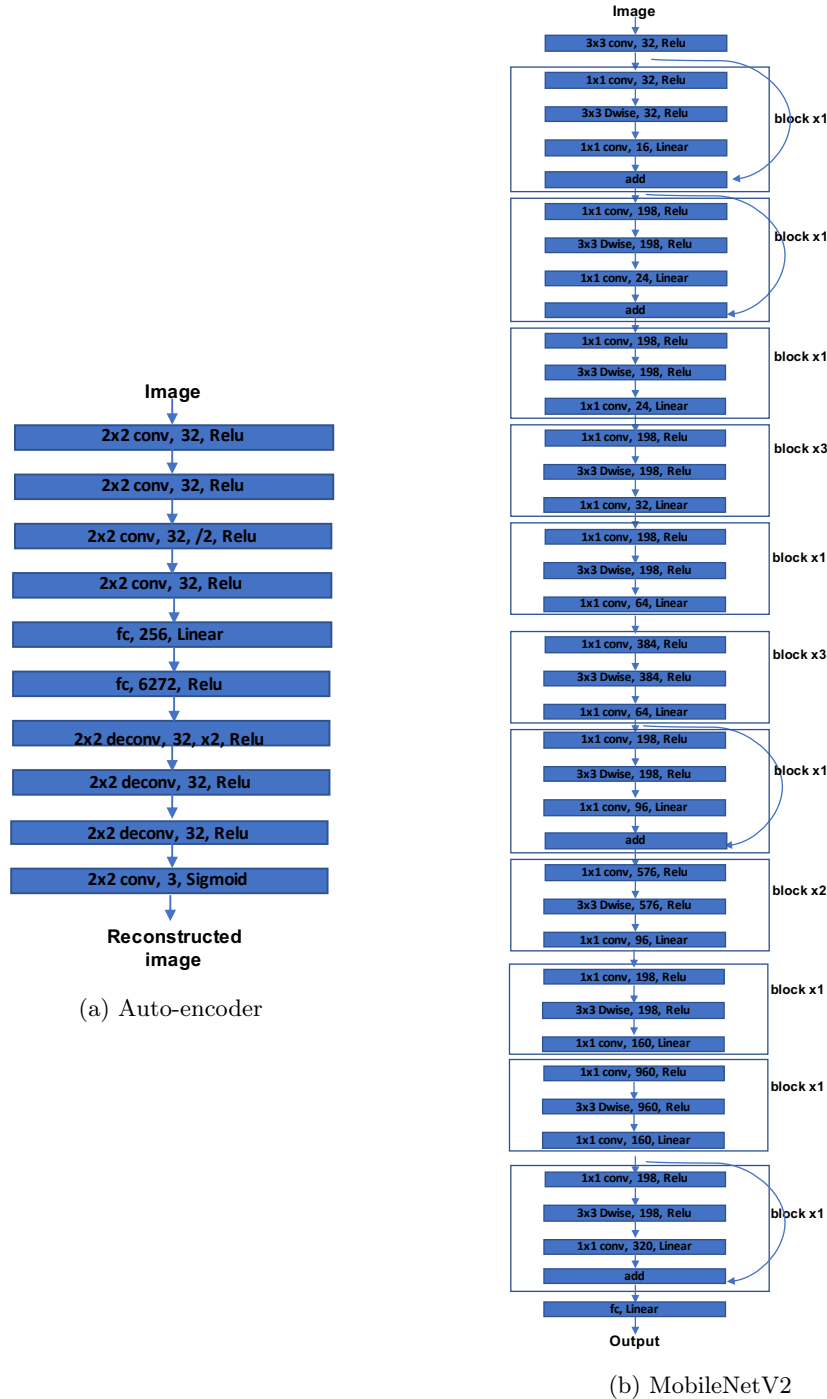 Image
2x2 conv, 32, Relu
2x2 conv, 32, Relu
2x2 conv, 32, /2, Relu
2x2 conv, 32, Relu
fc, 256, Linear
fc, 6272, Relu
2x2 deconv, 32, x2, Relu
2x2 deconv, 32, Relu
2x2 deconv, 32, Relu
2x2 conv, 3, Sigmoid
Reconstructed
image
(a) Auto-encoder
Image
3x3 conv, 32, Relu
1x1 conv, 32, Relu
3x3 Dwise, 32, Relu
block x1
1x1 conv, 16, Linear
add
1x1 conv, 198, Relu
block x1
3x3 Dwise, 198, Relu
1x1 conv, 24, Linear
add
1x1 conv, 198, Relu
block x1
3x3 Dwise, 198, Relu
1x1 conv, 24, Linear
1x1 conv, 198, Relu
block x3
3x3 Dwise, 198, Relu
1x1 conv, 32, Linear
1x1 conv, 198, Relu
block x1
3x3 Dwise, 198, Relu
1x1 conv, 64, Linear
1x1 conv, 384, Relu
block x3
3x3 Dwise, 384, Relu
1x1 conv, 64, Linear
1x1 conv, 198, Relu
block x1
3x3 Dwise, 198, Relu
1x1 conv, 96, Linear
add
1x1 conv, 576, Relu
block x2
3x3 Dwise, 576, Relu
1x1 conv, 96, Linear
1x1 conv, 198, Relu
block x1
3x3 Dwise, 198, Relu
1x1 conv, 160, Linear
1x1 conv, 960, Relu
block x1
3x3 Dwise, 960, Relu
1x1 conv, 160, Linear
1x1 conv, 198, Relu
block x1
3x3 Dwise, 198, Relu
1x1 conv, 320, Linear
add
fc, Linear
Output
(b) MobileNetV2